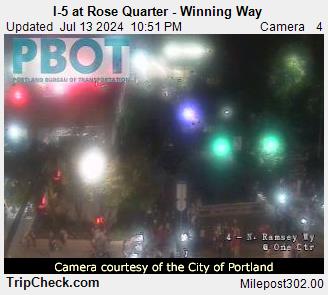 I-5 at Rose Quarter - Winning Way
Updated Jul 13 2024 10:51 PM Camera 4
PBOT
PORTLAND BUREAU OF TRANSPORTATION
4 - N. Ramsey Wy
@ One Ctr
Camera courtesy of the City of Portland
TripCheck.com Milepost302.00